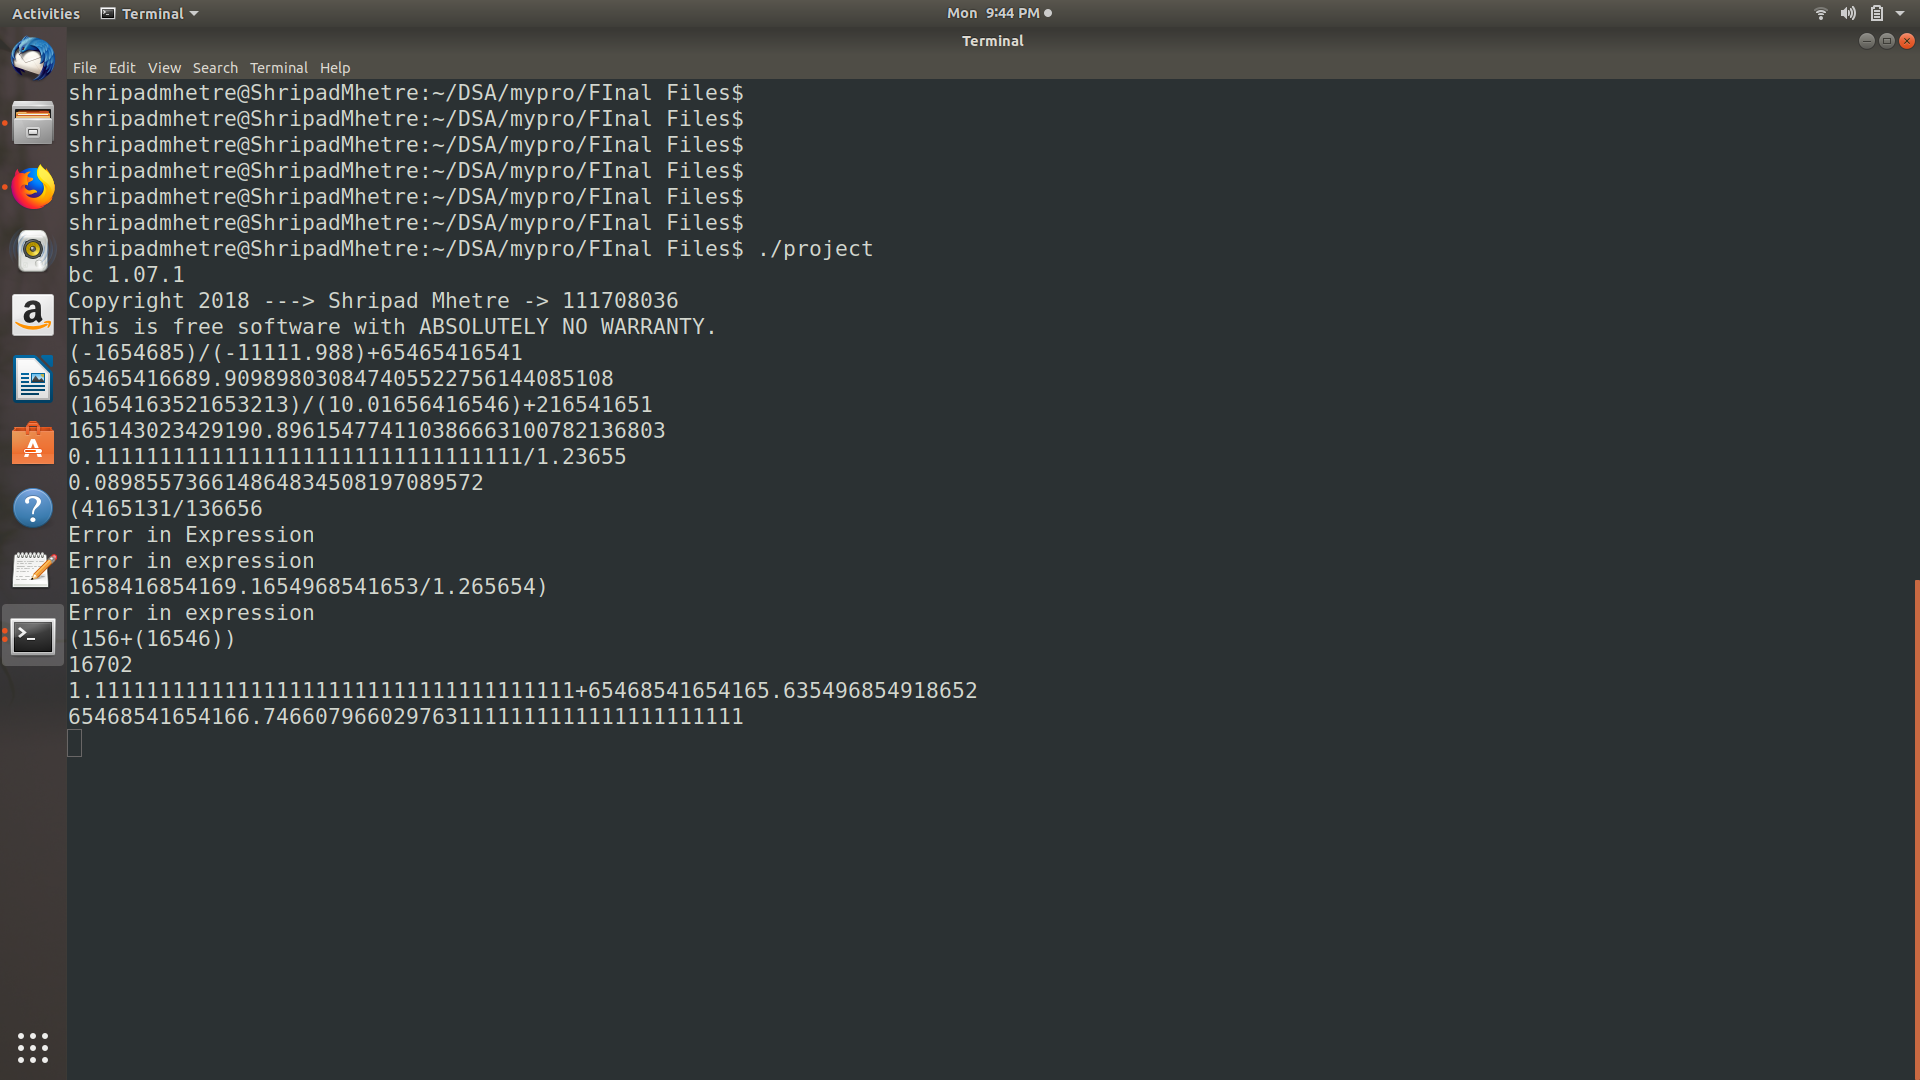 Activities Terminal Mon 9:44 PM
Terminal
File Edit View Search Terminal Help
shripadmhetre@ShripadMhetre:~/DSA/mypro/FInal Files$
shripadmhetre@ShripadMhetre:~/DSA/mypro/FInal Files$
shripadmhetre@ShripadMhetre:~/DSA/mypro/FInal Files$
shripadmhetre@ShripadMhetre:~/DSA/mypro/FInal Files$
shripadmhetre@ShripadMhetre:~/DSA/mypro/FInal Files$
shripadmhetre@ShripadMhetre:~/DSA/mypro/FInal Files$
shripadmhetre@ShripadMhetre:~/DSA/mypro/FInal Files$ ./project
bc 1.07.1
Copyright 2018 ---> Shripad Mhetre -> 111708036
This is free software with ABSOLUTELY NO WARRANTY.
(-1654685)/(-11111.988)+65465416541
65465416689.909898030847405522756144085108
(1654163521653213)/(10.01656416546)+216541651
165143023429190.896154774110386663100782136803
0.111111111111111111111111111111111/1.23655
0.08985573661486483450819708957​2
(4165131/136656
Error in Expression
Error in expression
1658416854169.1654968541653/1.265654)
Error in expression
(156+(16546))
16702
1.1111111111111111111111111111111111111+65468541654165.635496854918652
65468541654166.7466079660297631111111111111111111111